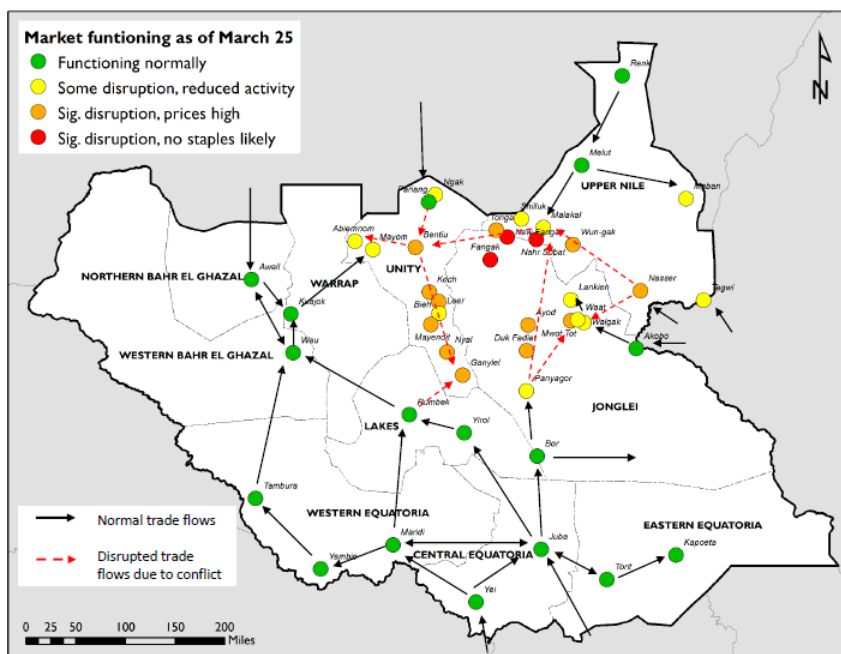 Market funtioning as of March 25
Functioning normally
Some disruption, reduced activity
Sig. disruption, prices high
Sig. disruption, no staples likely
N
Renk
Melut
UPPER NILE
Maban
Ngak
Panang
Shilluk
Tonga
Malakal
New Fangak
Wun-gak
Abiemnom
Mayom
Bentiu
Fangak
Nahr Sobat
UNITY
Aweil
NORTHERN BAHR EL GHAZAL
WARRAP
Koch
Nasser
Lankien
Tagwi
Leer
Bieh
Kuajok
Waat
Ayod
Walgak
Mayendit
Nyal
Duk Fadiet
Mwot Tot
Akobo
Wau
WESTERN BAHR EL GHAZAL
Ganylel
Panyagor
Rumbek
JONGLEI
LAKES
Yirol
Bor
Tambura
WESTERN EQUATORIA
EASTERN EQUATORIA
Normal trade flows
Maridi
Juba
Kapoeta
CENTRAL EQUATORIA
Yambio
Torit
Disrupted trade
flows due to conflict
Yei
0 25 50 100 150 200
Miles